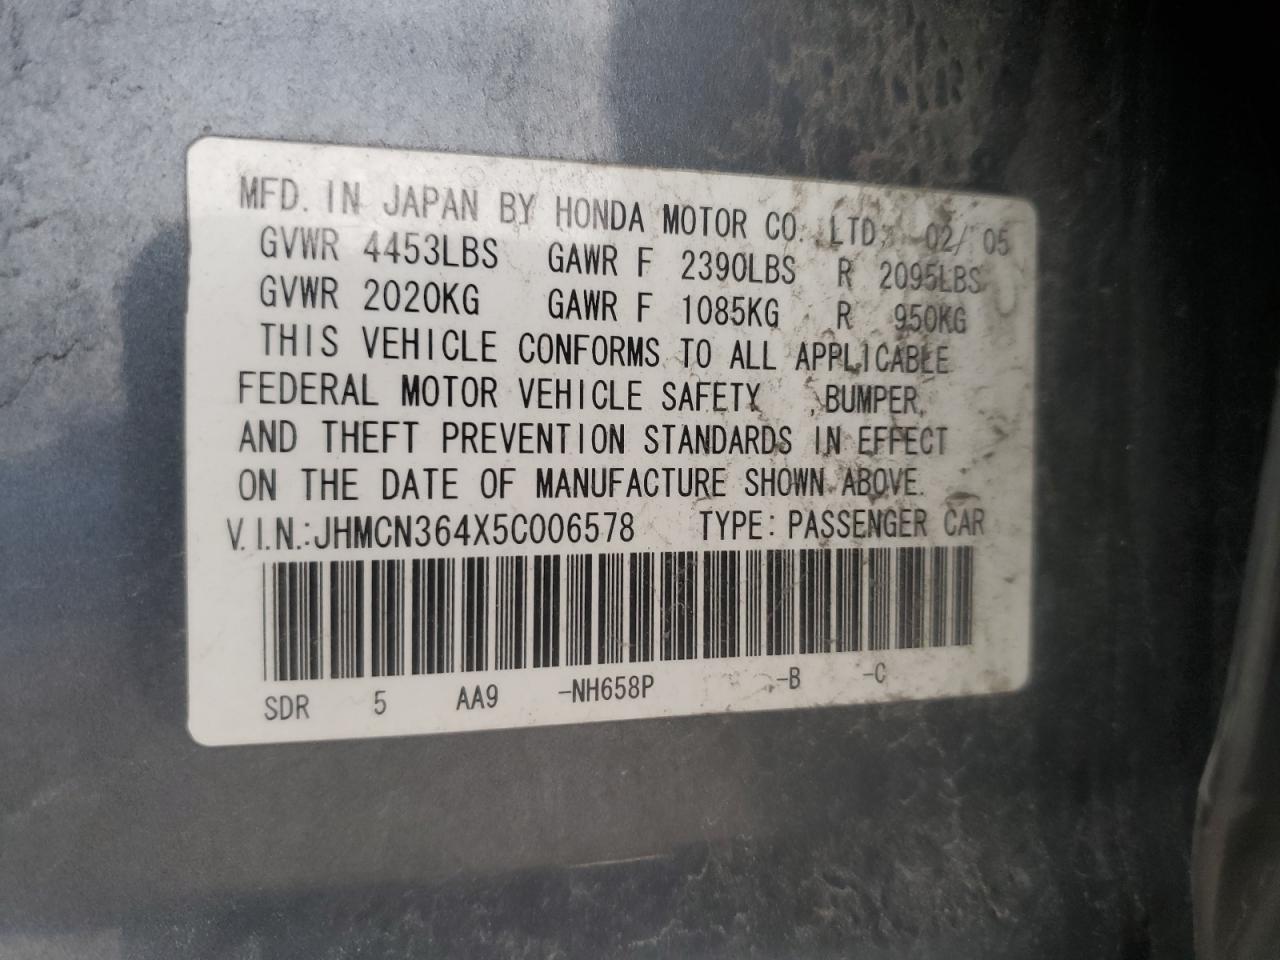 MFD. IN JAPAN BY HONDA MOTOR CO. LTD. 02/ 05
GVWR 4453LBS GAWR F 2390LBS R 2095LBS
GVWR 2020KG GAWR F 1085KG R 950KG
THIS VEHICLE CONFORMS TO ALL APPLICABLE
FEDERAL MOTOR VEHICLE SAFETY ,BUMPER,
AND THEFT PREVENTION STANDARDS IN EFFECT
ON THE DATE OF MANUFACTURE SHOWN ABOVE.
V.I.N.:JHMCN364X5C006578 TYPE: PASSENGER CAR
SDR 5 AA9 -NH658P -B -C